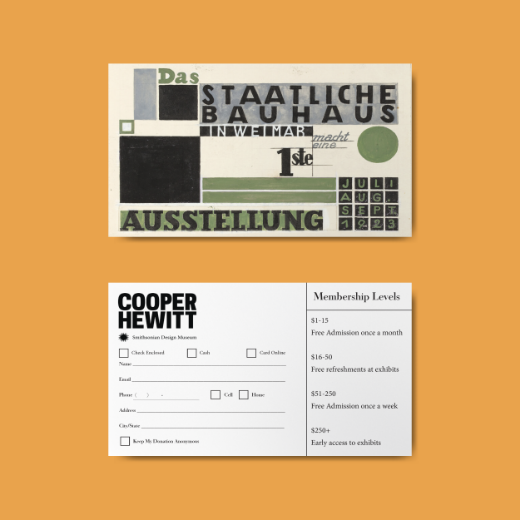 Das
STAATLICHE
BAUHAUS
IN WEIMAR
macht
eine
1ste
JULI
AUG.
SEPT
1923
AUSSTELLUNG
COOPER
HEWITT
Smithsonian Design Museum
Check Enclosed Cash Card Online
Name
Email
Phone ( ) - Cell Home
Address
City/State
Keep My Donation Anonymous
Membership Levels
$1-15
Free Admission once a month
$16-50
Free refreshments at exhibits
$51-250
Free Admission once a week
$250+
Early access to exhibits